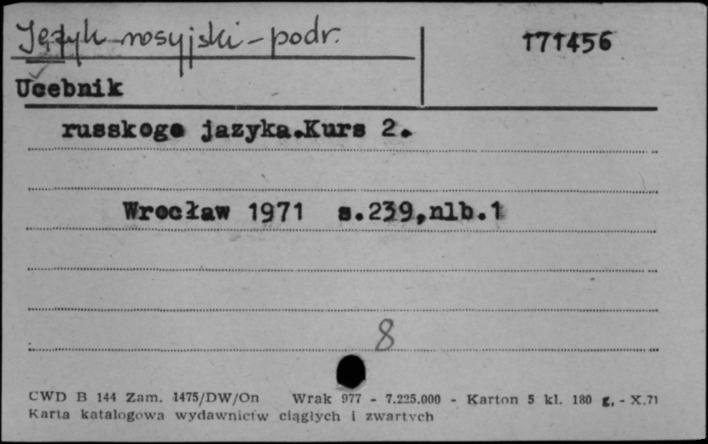 Język rosyjski - podr.
171456
Učebnik
russkogo jazyka.Kurs 2.
Wrocław 1971 s.239,nlb.1
8
CWD B 144 Zam. 1475/DW/On Wrak 977 - 7.225.000 - Karton 5 kl. 180 g. - X.71
Karta katalogowa wydawnictw ciągłych i zwartych